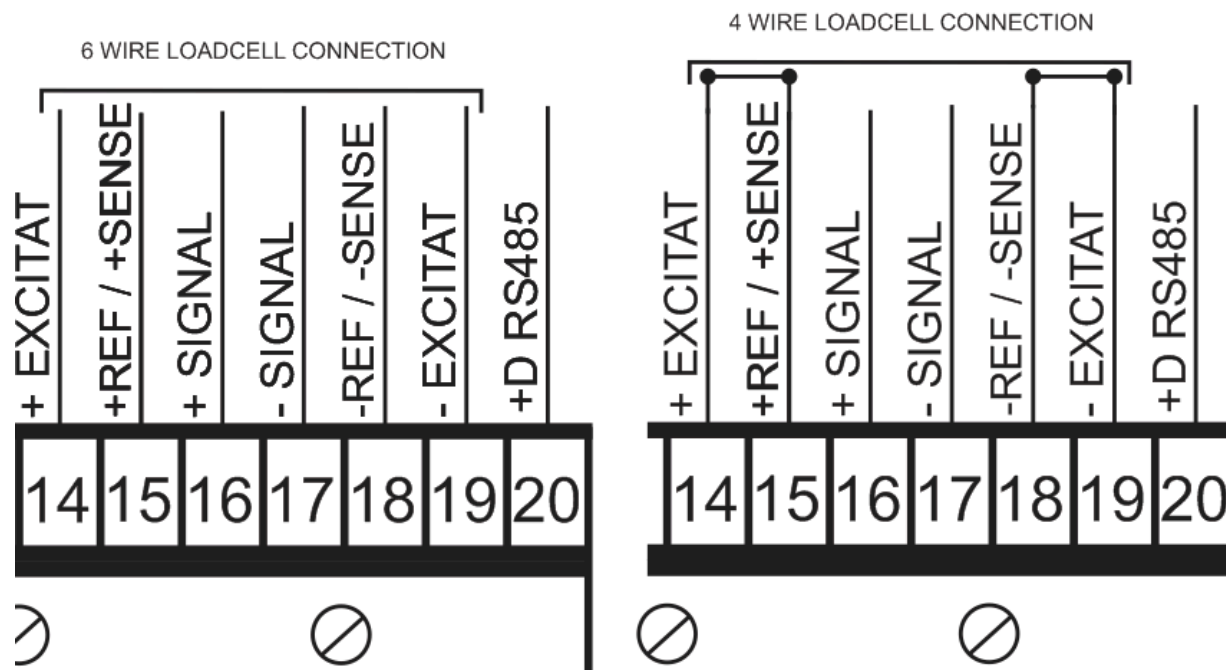 6 WIRE LOADCELL CONNECTION
+ EXCITAT
+REF / +SENSE
+ SIGNAL
- SIGNAL
-REF / -SENSE
- EXCITAT
+D RS485
14 15 16 17 18 19 20
4 WIRE LOADCELL CONNECTION
+ EXCITAT
+REF / +SENSE
+ SIGNAL
- SIGNAL
-REF / -SENSE
- EXCITAT
+D RS485
14 15 16 17 18 19 20